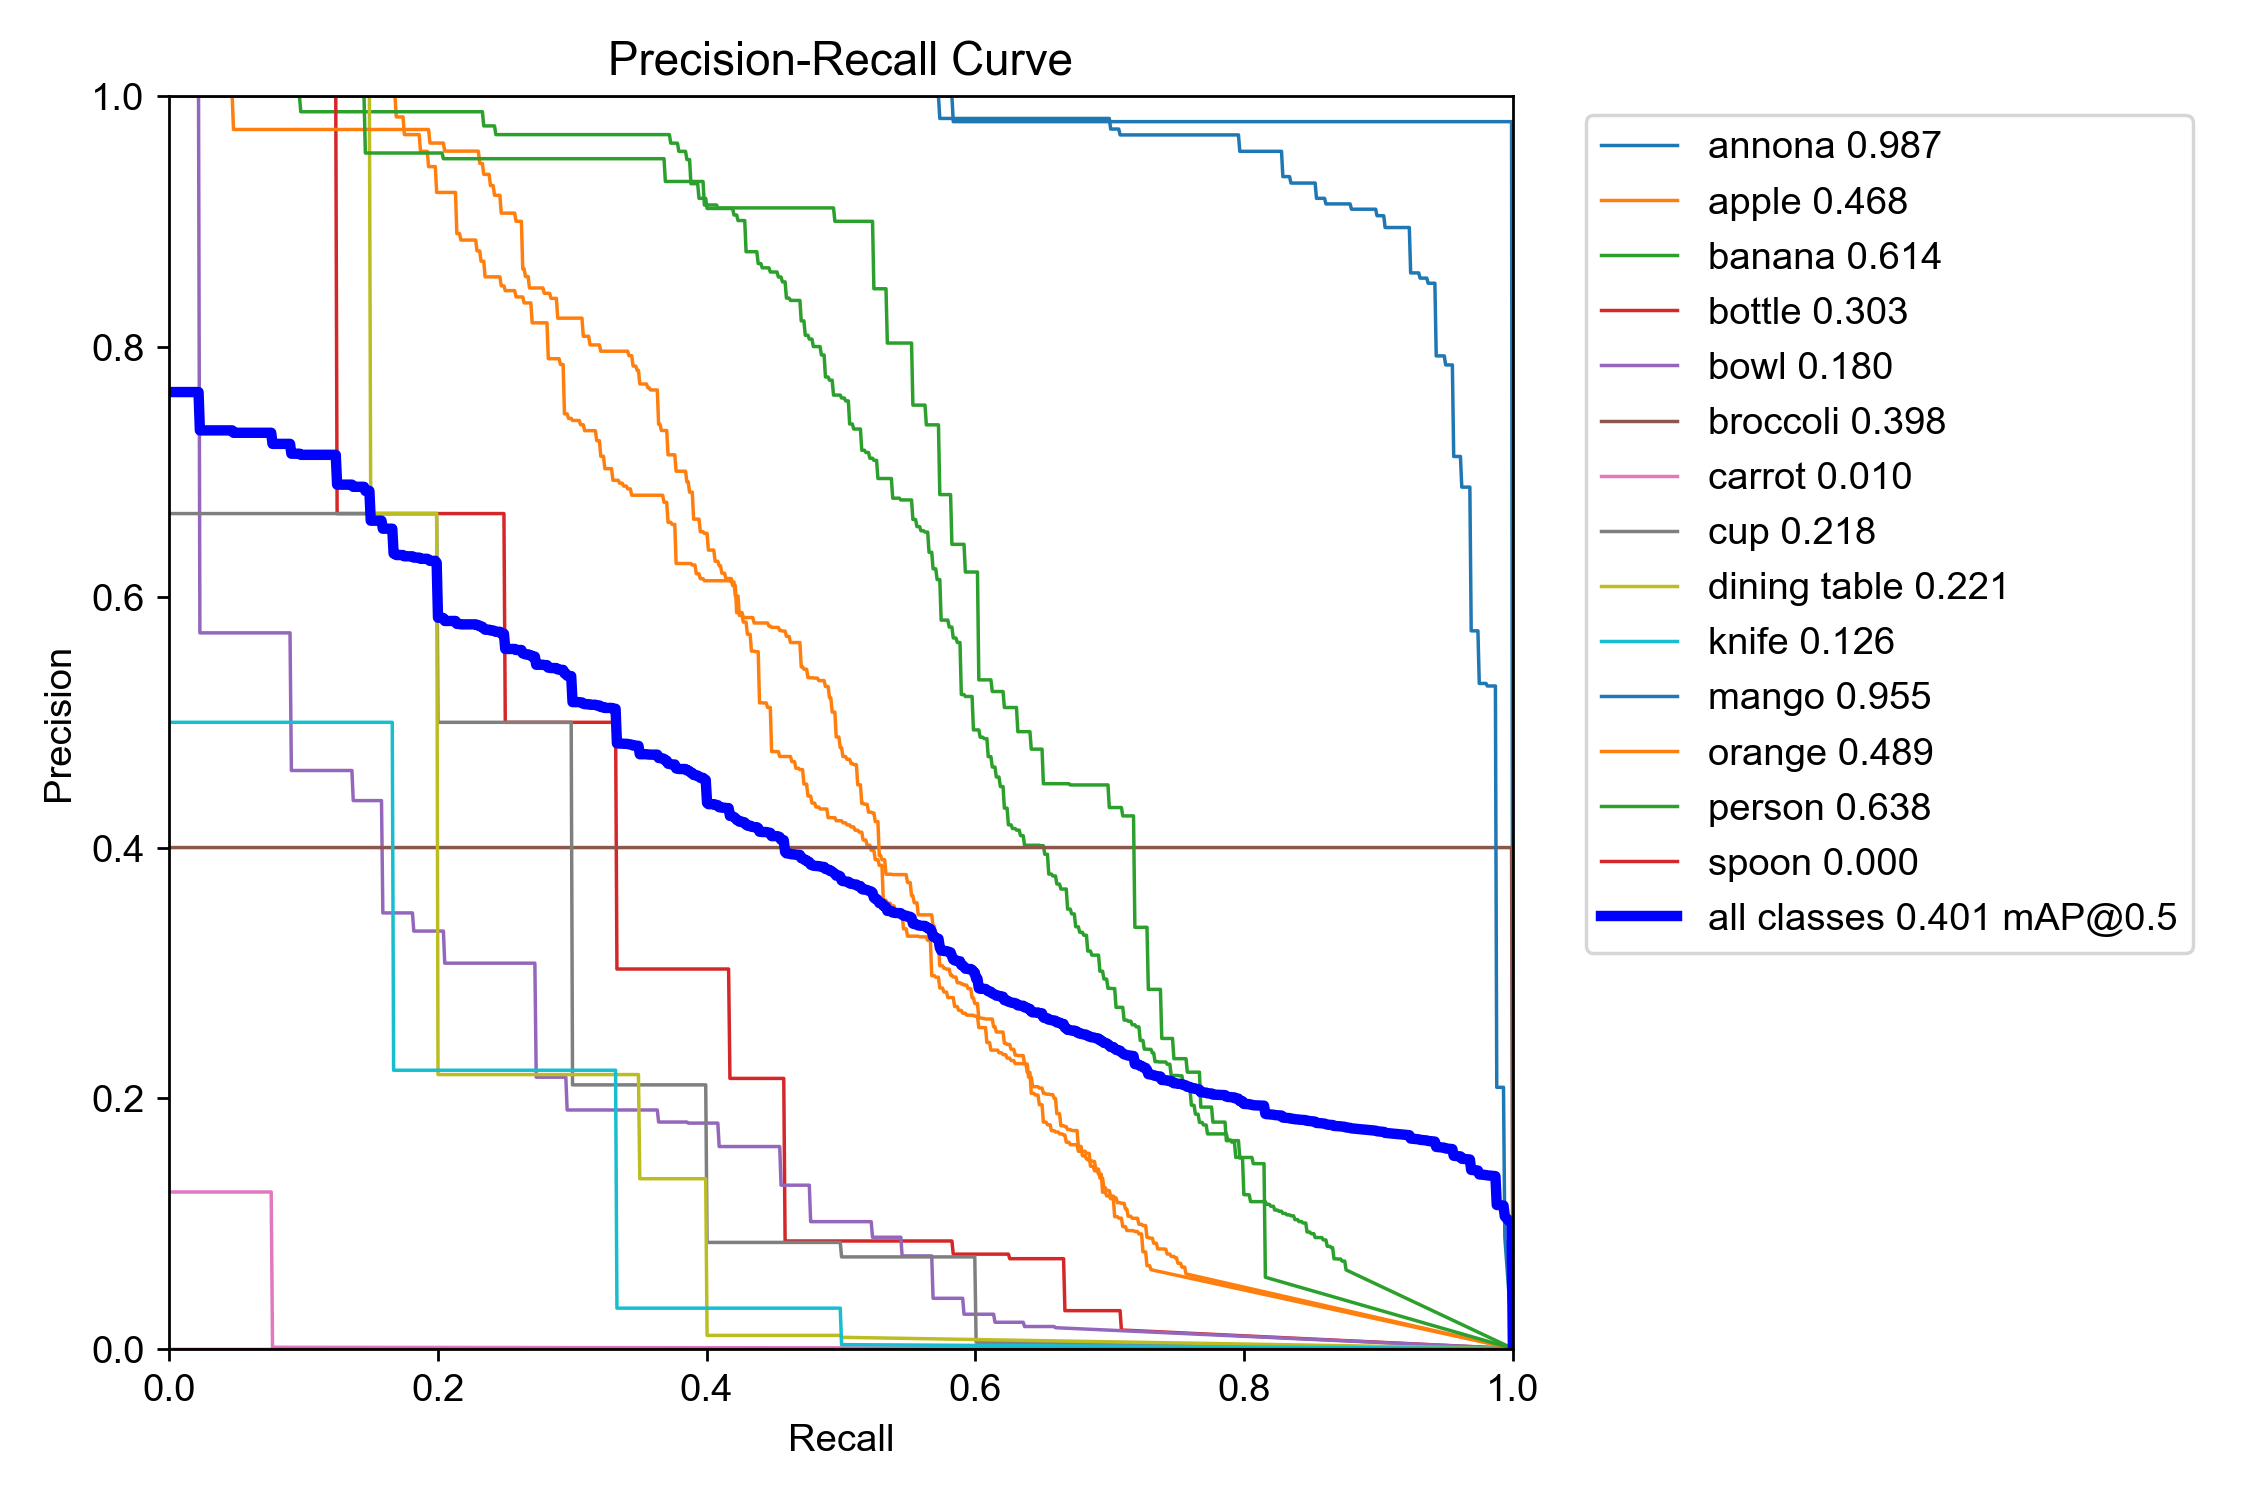 Precision-Recall Curve
1.0
0.8
0.6
0.4
0.2
0.0
Precision
0.0 0.2 0.4 0.6 0.8 1.0
Recall
annona 0.987
apple 0.468
banana 0.614
bottle 0.303
bowl 0.180
broccoli 0.398
carrot 0.010
cup 0.218
dining table 0.221
knife 0.126
mango 0.955
orange 0.489
person 0.638
spoon 0.000
all classes 0.401 mAP@0.5